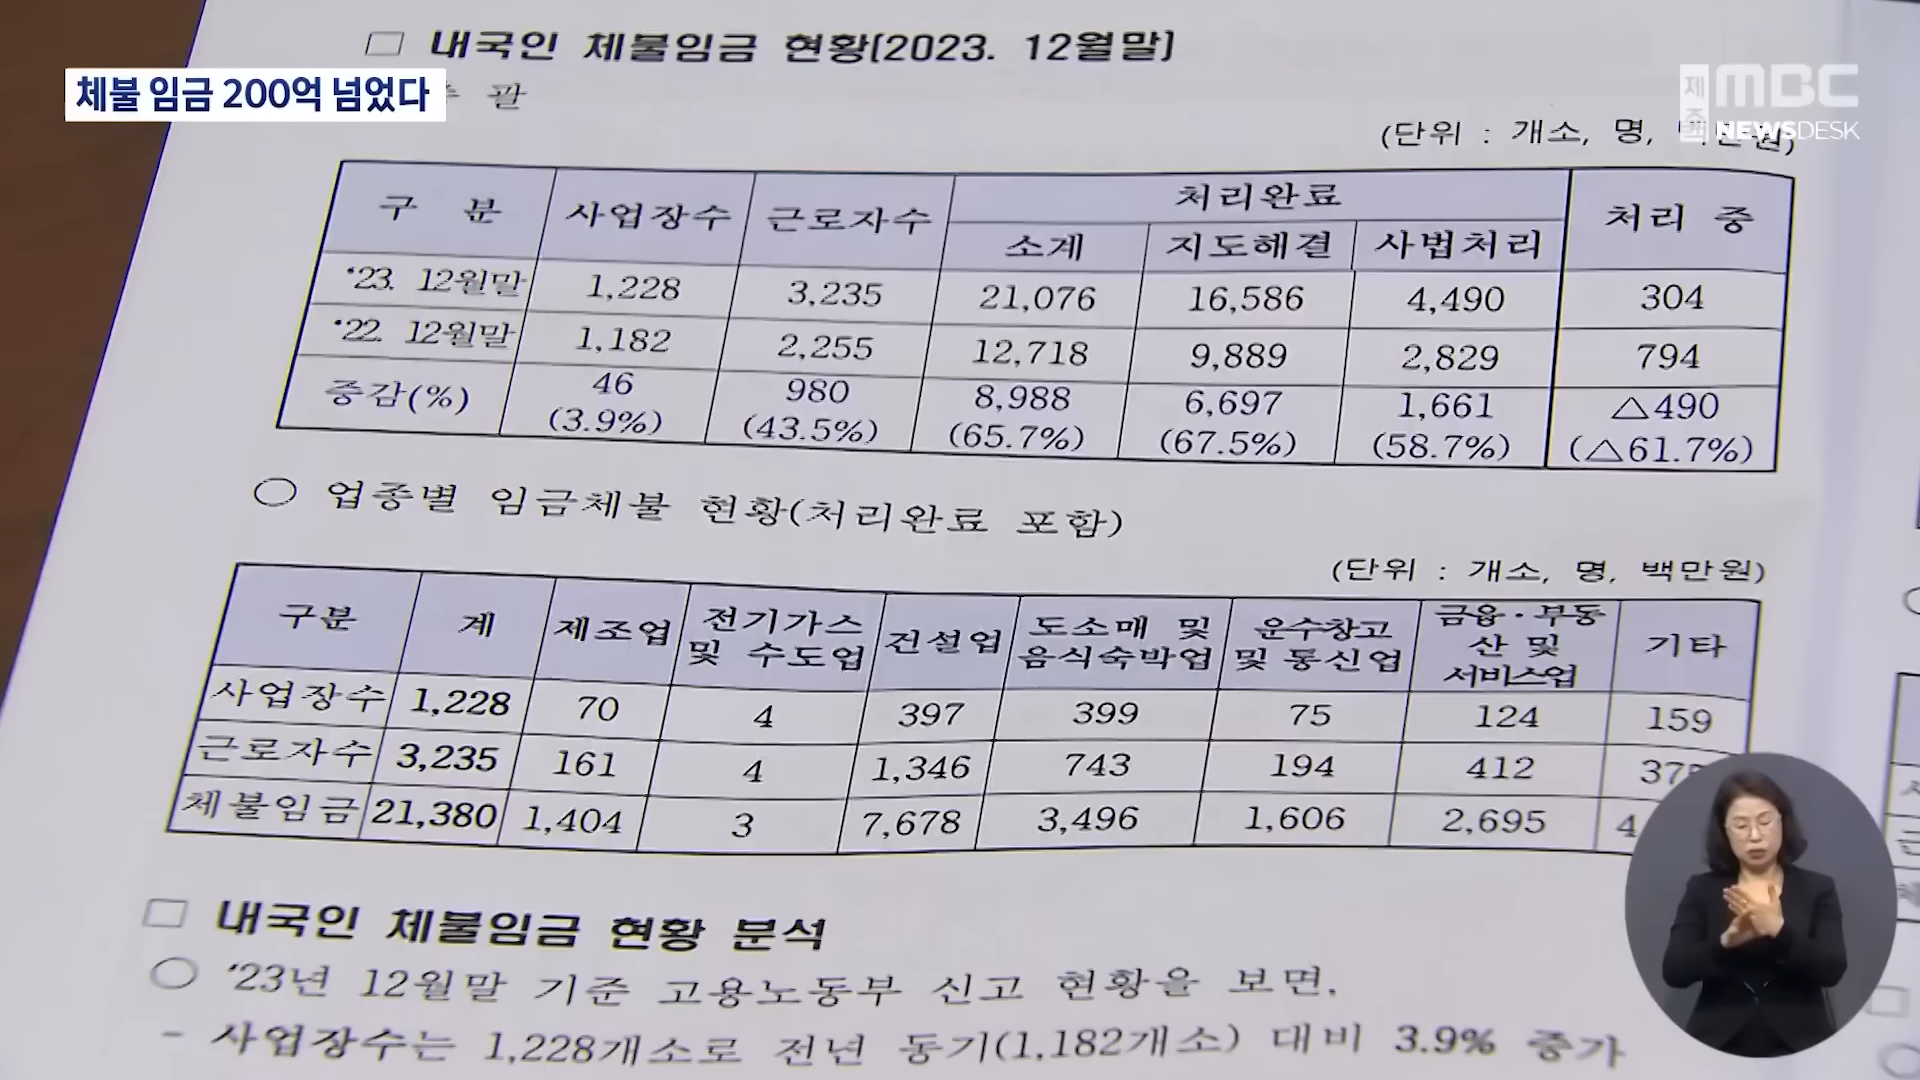 □ 내국인 체불임금 현황(2023. 12월말)
체불 임금 200억 넘었다
괄
제주 MBC
NEWSDESK
(단위 : 개소, 명, 백만원)
구 분 사업장수 근로자수 처리완료 처리 중
소계 지도해결 사법처리
'23. 12월말 1,228 3,235 21,076 16,586 4,490 304
'22. 12월말 1,182 2,255 12,718 9,889 2,829 794
증감(%) 46 980 8,988 6,697 1,661 △490
(3.9%) (43.5%) (65.7%) (67.5%) (58.7%) (△61.7%)
○ 업종별 임금체불 현황(처리완료 포함)
(단위 : 개소, 명, 백만원)
구분 계 제조업 전기가스 및 수도업 건설업 도소매 및 음식숙박업 운수창고 및 통신업 금융·부동산 및 서비스업 기타
사업장수 1,228 70 4 397 399 75 124 159
근로자수 3,235 161 4 1,346 743 194 412
체불임금 21,380 1,404 3 7,678 3,496 1,606 2,695
□ 내국인 체불임금 현황 분석
○ '23년 12월말 기준 고용노동부 신고 현황을 보면,
- 사업장수는 1,228개소로 전년 동기(1,182개소) 대비 3.9% 증가